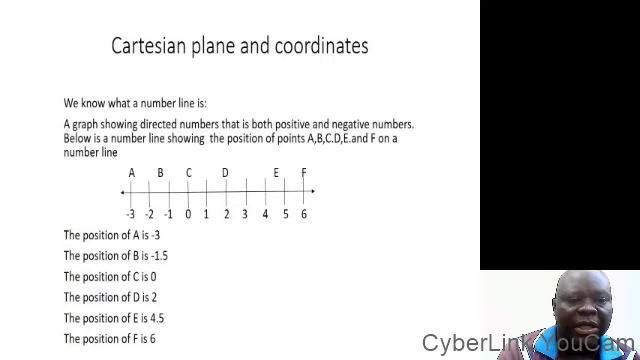 Cartesian plane and coordinates
We know what a number line is:
A graph showing directed numbers that is both positive and negative numbers.
Below is a number line showing the position of points A,B,C.D,E.and F on a
number line
A B C D E F
-3 -2 -1 0 1 2 3 4 5 6
The position of A is -3
The position of B is -1.5
The position of C is 0
The position of D is 2
The position of E is 4.5
The position of F is 6
CyberLink YouCam